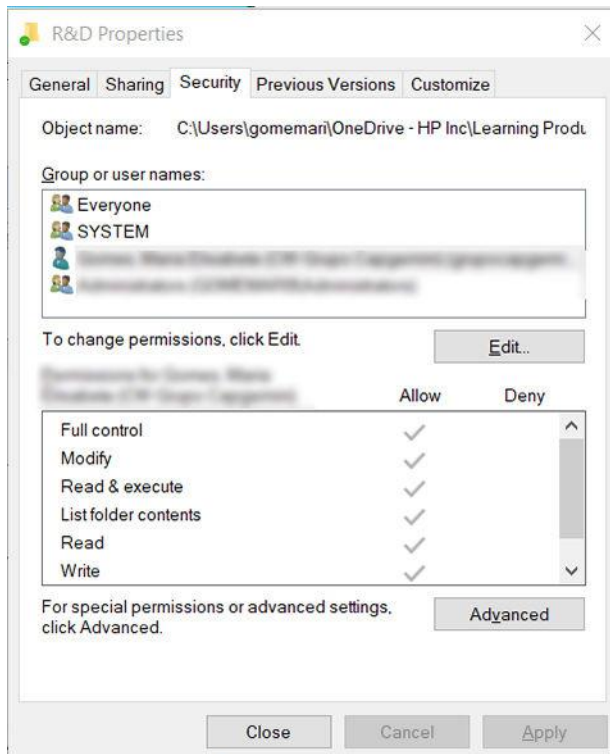 R&D Properties
General Sharing Security Previous Versions Customize
Object name: C:\Users\gomemari\OneDrive - HP Inc\Learning Produ
Group or user names:
Everyone
SYSTEM
To change permissions, click Edit.
Edit...
Allow Deny
Full control
Modify
Read & execute
List folder contents
Read
Write
For special permissions or advanced settings,
click Advanced.
Advanced
Close Cancel Apply